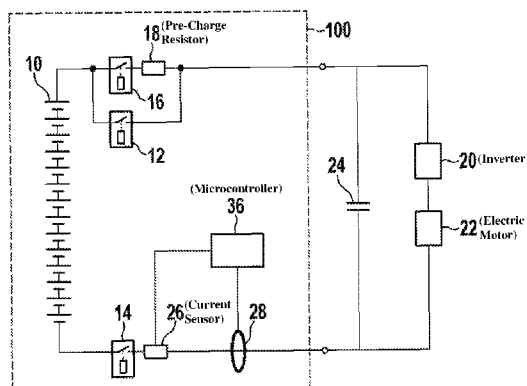 18 (Pre-Charge
Resistor)
100
10
16
12
24
20 (Inverter)
(Microcontroller)
36
22 (Electric
Motor)
14
26 (Current
Sensor)
28